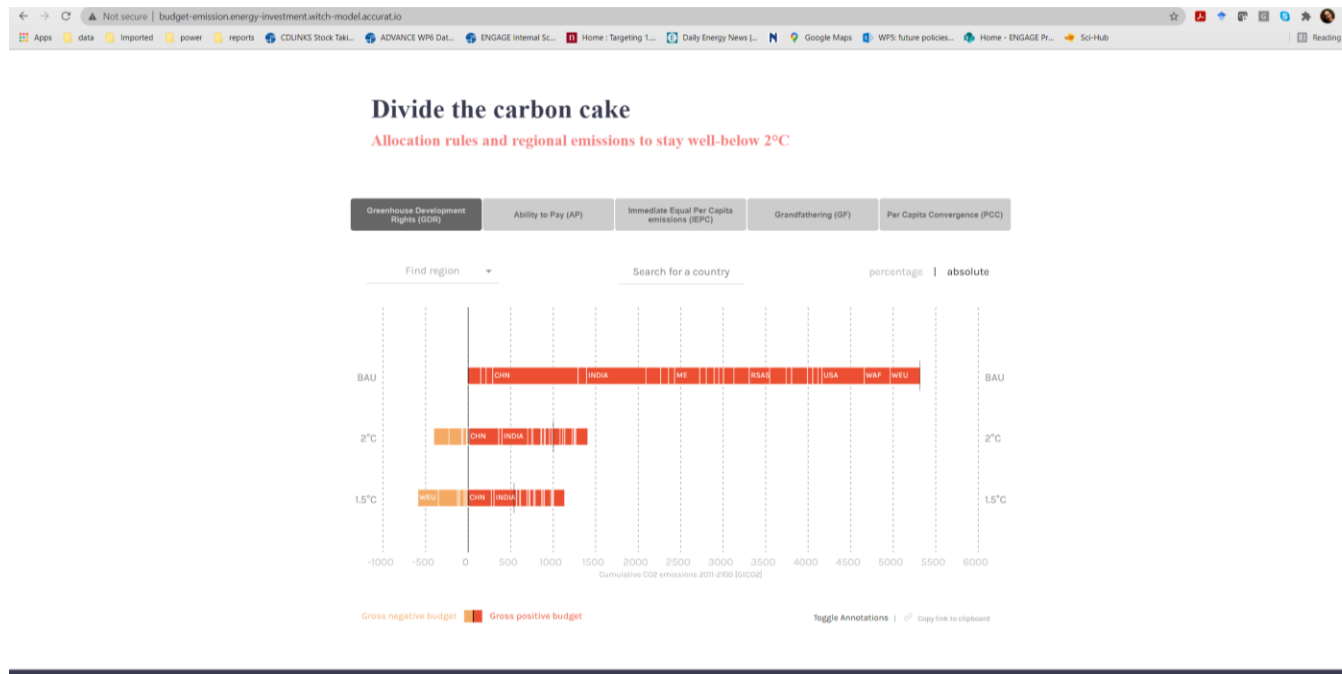 Not secure | budget-emission.energy-investment.witch-model.accurat.io
Apps data Imported power reports CDLINKS Stock Taki... ADVANCE WP6 Dat... ENGAGE Internal Sc... Home : Targeting 1.... Daily Energy News |... Google Maps WP5: future policies... Home - ENGAGE Pr... Sci-Hub Reading
Divide the carbon cake
Allocation rules and regional emissions to stay well-below 2°C
Greenhouse Development Rights (GDR) Ability to Pay (AP) Immediate Equal Per Capita emissions (IEPC) Grandfathering (GF) Per Capita Convergence (PCC)
Find region Search for a country percentage | absolute
BAU CHN INDIA ME RSAS USA WAF WEU BAU
2°C CHN INDIA 2°C
1.5°C WEU CHN INDIA 1.5°C
-1000 -500 0 500 1000 1500 2000 2500 3000 3500 4000 4500 5000 5500 6000
Cumulative CO2 emissions 2011-2100 [GtCO2]
Gross negative budget Gross positive budget Toggle Annotations | Copy link to clipboard